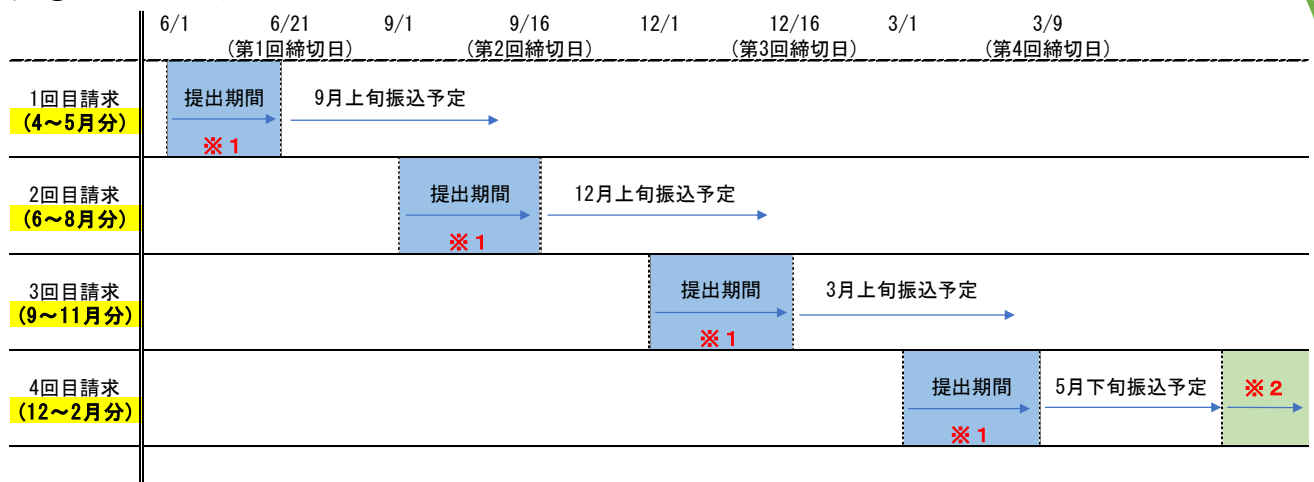 6/1 6/21 9/1 9/16 12/1 12/16 3/1 3/9
(第1回締切日) (第2回締切日) (第3回締切日) (第4回締切日)
1回目請求
(4～5月分)
提出期間 9月上旬振込予定
※1
2回目請求
(6～8月分)
提出期間 12月上旬振込予定
※1
3回目請求
(9～11月分)
提出期間 3月上旬振込予定
※1
4回目請求
(12～2月分)
提出期間 5月下旬振込予定 ※2
※1